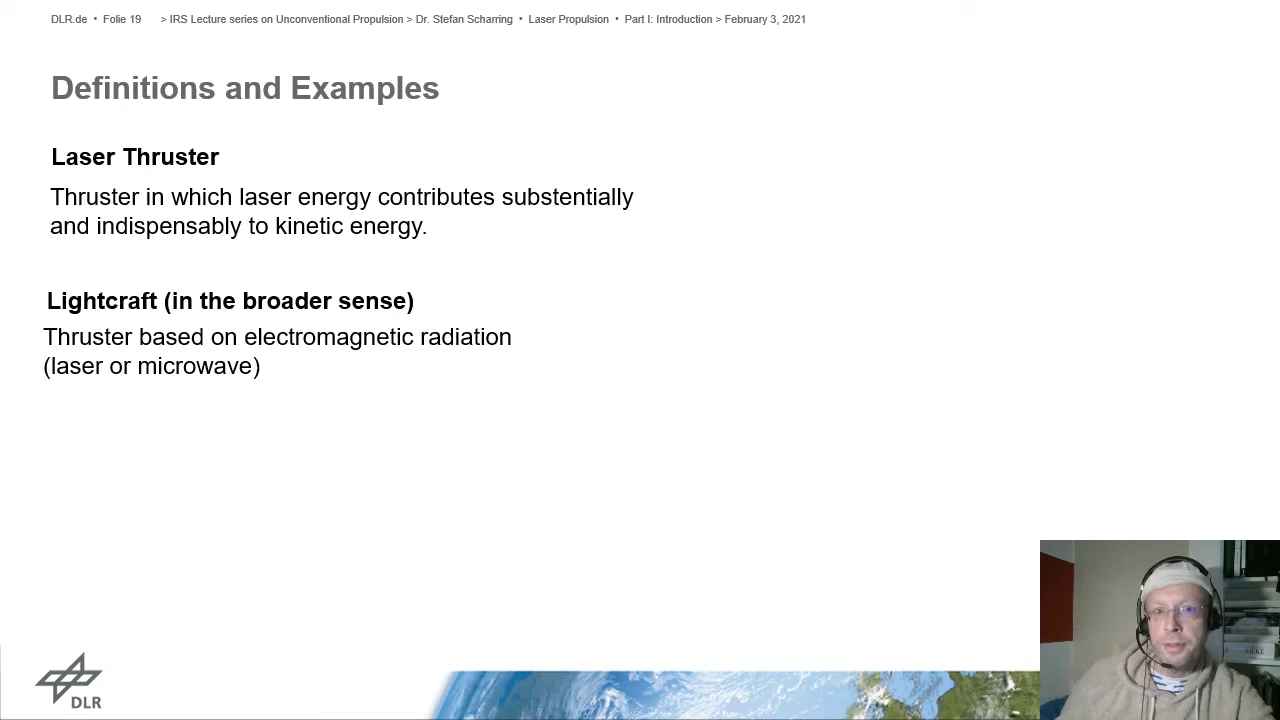 DLR.de • Folie 19 > IRS Lecture series on Unconventional Propulsion > Dr. Stefan Scharring • Laser Propulsion • Part I: Introduction > February 3, 2021
Definitions and Examples
Laser Thruster
Thruster in which laser energy contributes substentially
and indispensably to kinetic energy.
Lightcraft (in the broader sense)
Thruster based on electromagnetic radiation
(laser or microwave)
DLR